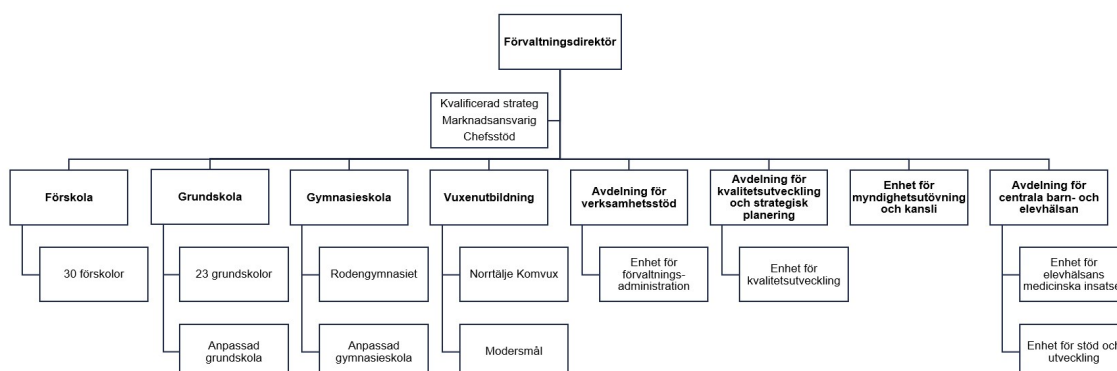 Förvaltningsdirektör
Kvalificerad strateg
Marknadsansvarig
Chefsstöd
Förskola
Grundskola
Gymnasieskola
Vuxenutbildning
Avdelning för
verksamhetsstöd
Avdelning för
kvalitetsutveckling
och strategisk
planering
Enhet för
myndighetsutövning
och kansli
Avdelning för
centrala barn- och
elevhälsan
30 förskolor
23 grundskolor
Rodengymnasiet
Norrtälje Komvux
Enhet för
förvaltnings-
administration
Enhet för
kvalitetsutveckling
Enhet för
elevhälsans
medicinska insatse
Anpassad
grundskola
Anpassad
gymnasieskola
Modersmål
Enhet för stöd och
utveckling